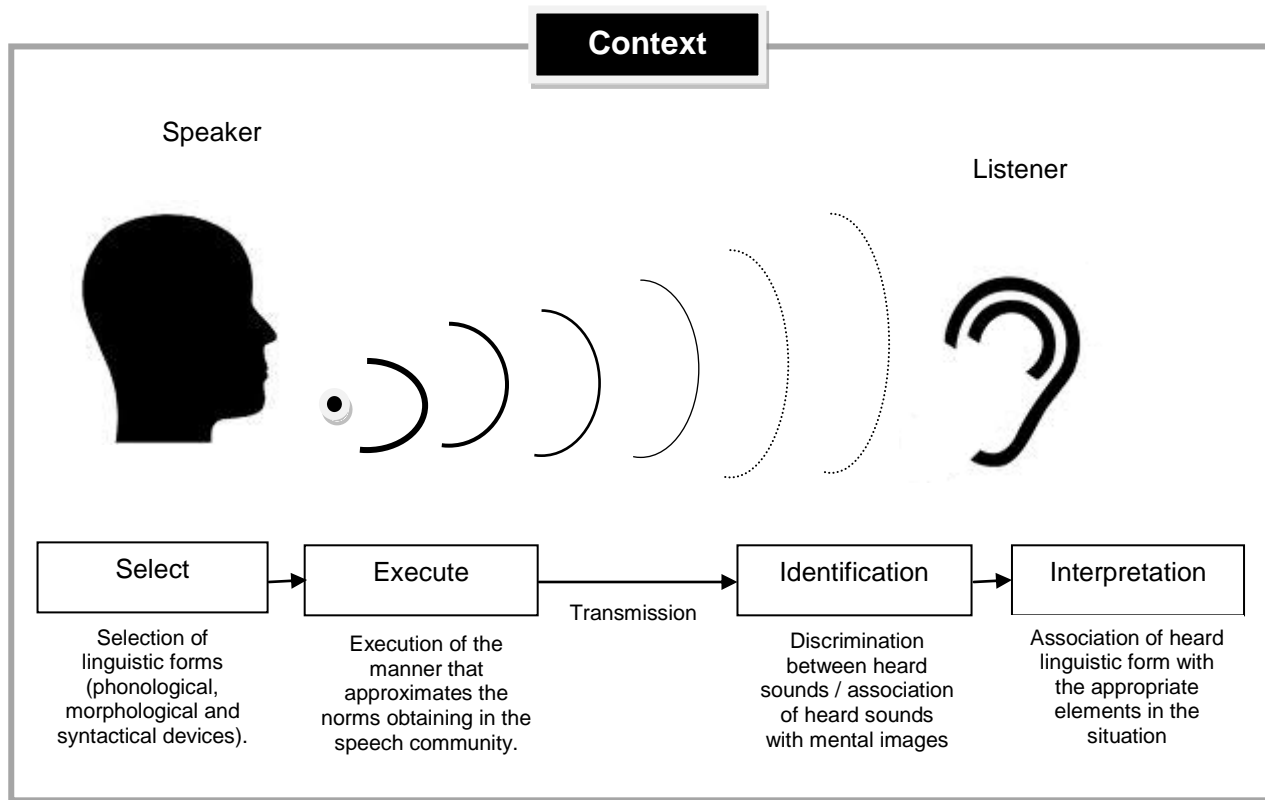 Context
Speaker
Listener
Select
Execute
Transmission
Identification
Interpretation
Selection of
linguistic forms
(phonological,
morphological and
syntactical devices).
Execution of the
manner that
approximates the
norms obtaining in the
speech community.
Discrimination
between heard
sounds / association
of heard sounds
with mental images
Association of heard
linguistic form with
the appropriate
elements in the
situation